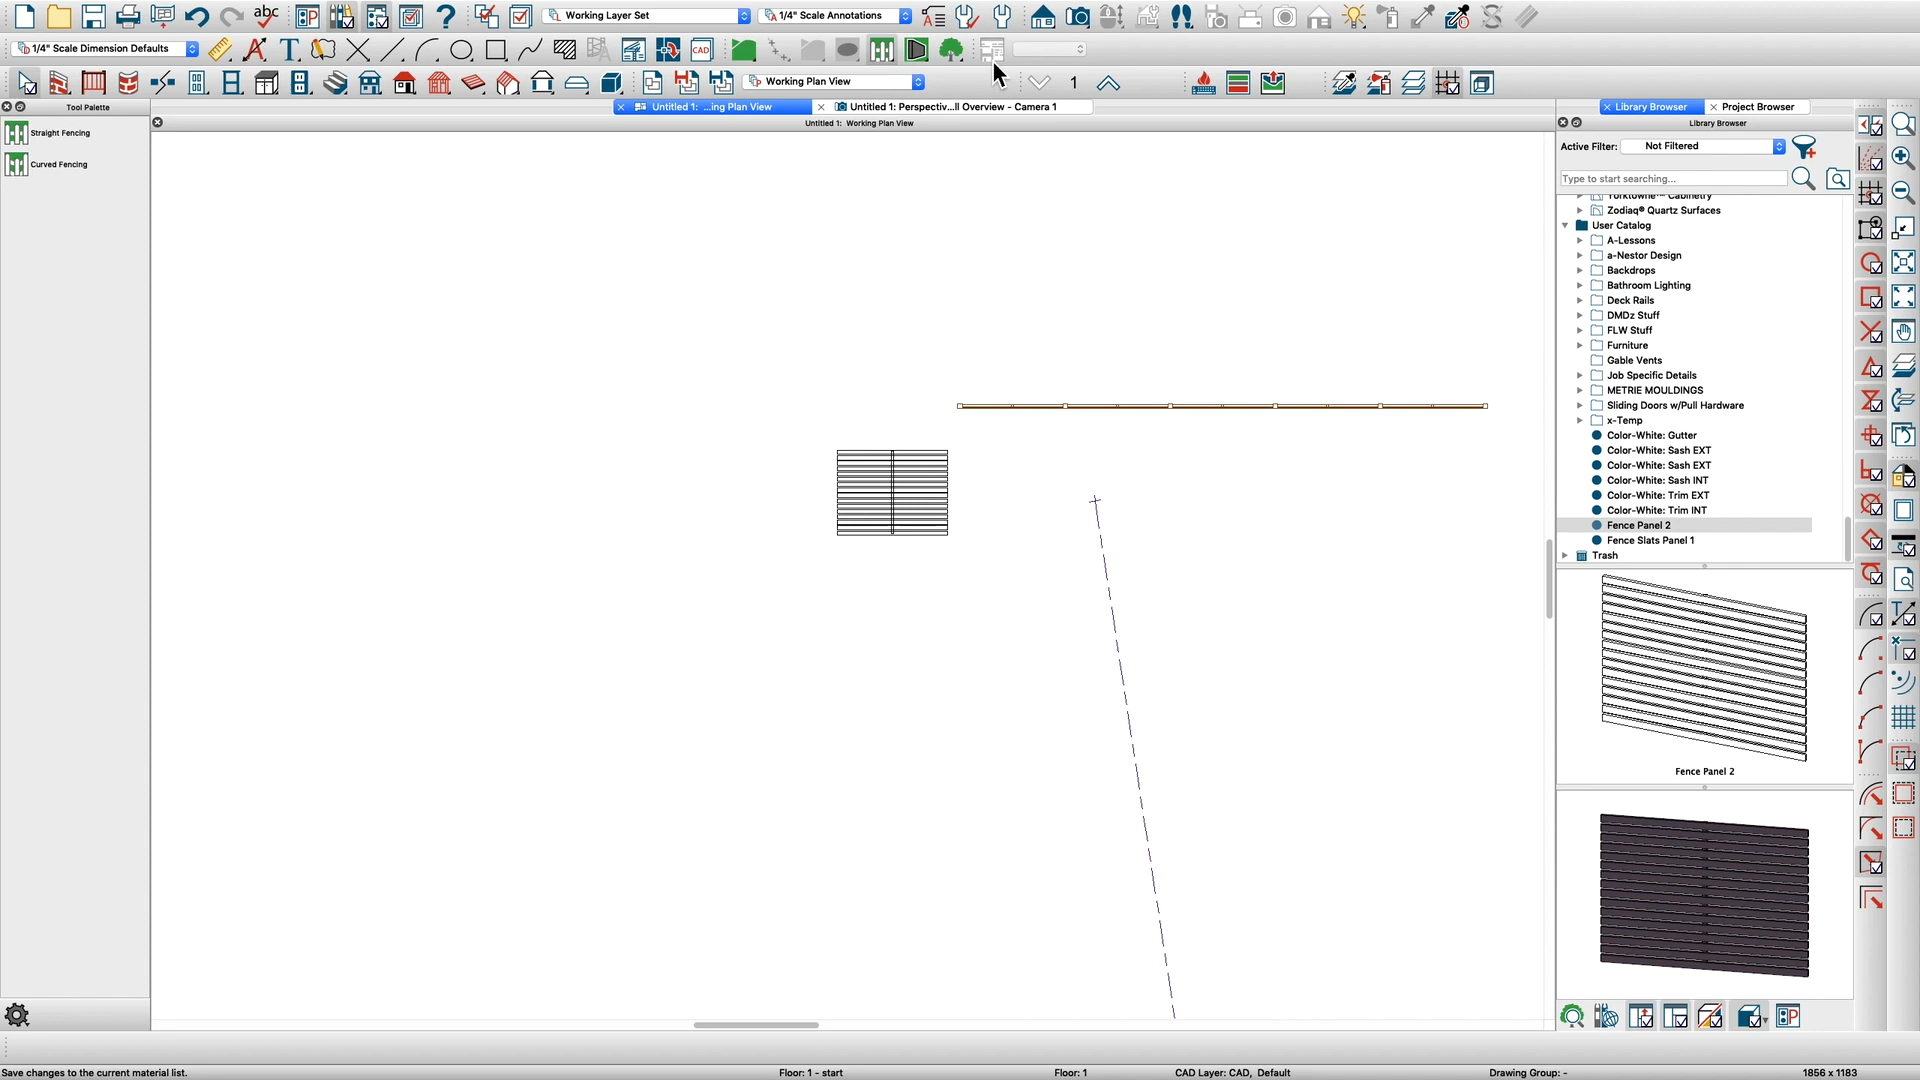 abc
Working Layer Set
1/4" Scale Annotations
1/4" Scale Dimension Defaults
CAD
Working Plan View
1
Tool Palette
Untitled 1: ...ing Plan View
Untitled 1: Perspectiv...ll Overview - Camera 1
Library Browser
Project Browser
Untitled 1: Working Plan View
Library Browser
Straight Fencing
Curved Fencing
Active Filter:
Not Filtered
Type to start searching...
Yorktowne™ Cabinetry
Zodiaq® Quartz Surfaces
User Catalog
A-Lessons
a-Nestor Design
Backdrops
Bathroom Lighting
Deck Rails
DMDz Stuff
FLW Stuff
Furniture
Gable Vents
Job Specific Details
METRIE MOULDINGS
Sliding Doors w/Pull Hardware
x-Temp
Color-White: Gutter
Color-White: Sash EXT
Color-White: Sash EXT
Color-White: Sash INT
Color-White: Trim EXT
Color-White: Trim INT
Fence Panel 2
Fence Slats Panel 1
Trash
Fence Panel 2
Save changes to the current material list.
Floor: 1 - start
Floor: 1
CAD Layer: CAD, Default
Drawing Group: -
1856 x 1183